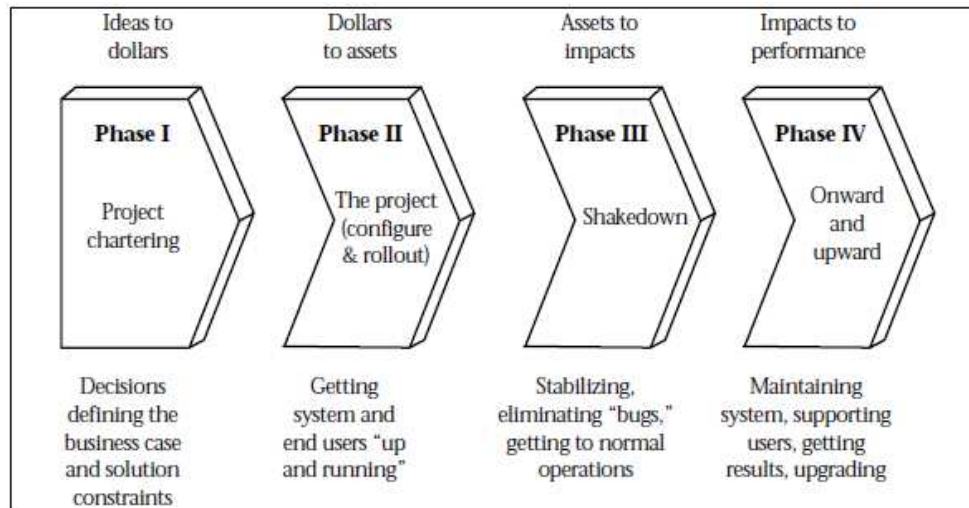 Ideas to
dollars
Dollars
to assets
Assets to
impacts
Impacts to
performance
Phase I
Project
chartering
Phase II
The project
(configure
& rollout)
Phase III
Shakedown
Phase IV
Onward
and
upward
Decisions
defining the
business case
and solution
constraints
Getting
system and
end users “up
and running”
Stabilizing,
eliminating “bugs,”
getting to normal
operations
Maintaining
system, supporting
users, getting
results, upgrading